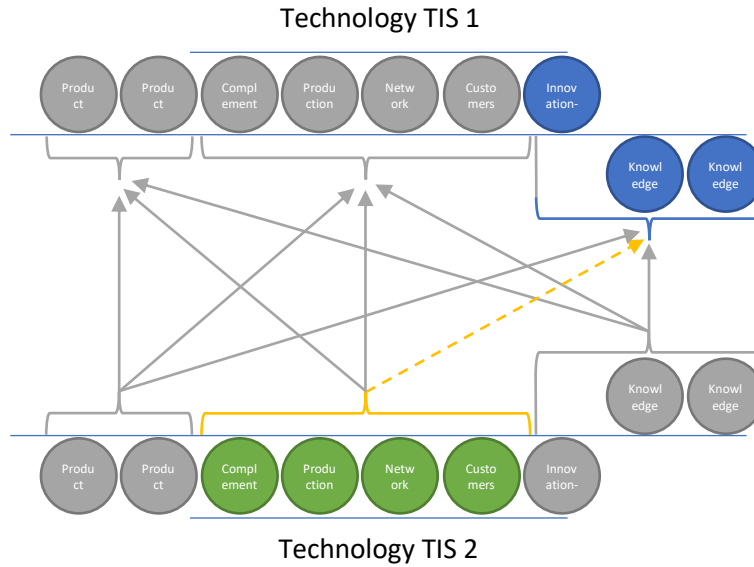 Technology TIS 1
Produ
ct
Produ
ct
Compl
ement
Produ
ction
Netw
ork
Custo
mers
Innov
ation-
Knowl
edge
Knowl
edge
Knowl
edge
Knowl
edge
Produ
ct
Produ
ct
Compl
ement
Produ
ction
Netw
ork
Custo
mers
Innov
ation-
Technology TIS 2